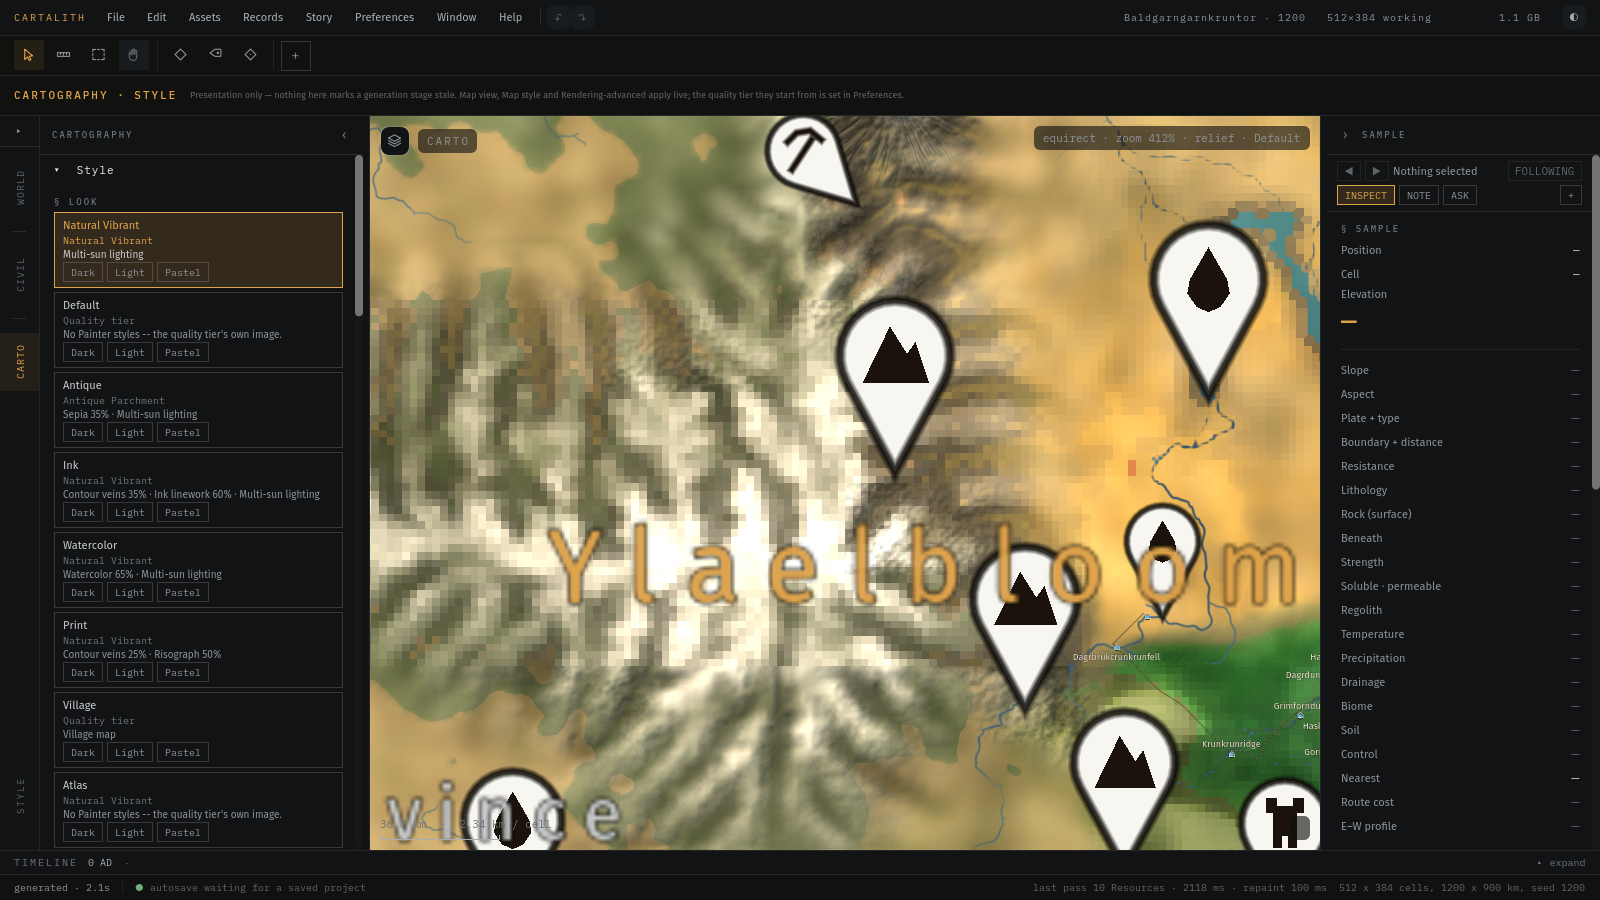 CARTALITH File Edit Assets Records Story Preferences Window Help
Baldgarngarnkruntor · 1200 512×384 working 1.1 GB
CARTOGRAPHY · STYLE Presentation only — nothing here marks a generation stage stale. Map view, Map style and Rendering-advanced apply live; the quality tier they start from is set in Preferences.
WORLD
CIVIL
CARTO
STYLE
CARTOGRAPHY
Style
§ LOOK
Natural Vibrant
Natural Vibrant
Multi-sun lighting
Dark Light Pastel
Default
Quality tier
No Painter styles -- the quality tier's own image.
Dark Light Pastel
Antique
Antique Parchment
Sepia 35% · Multi-sun lighting
Dark Light Pastel
Ink
Natural Vibrant
Contour veins 35% · Ink linework 60% · Multi-sun lighting
Dark Light Pastel
Watercolor
Natural Vibrant
Watercolor 65% · Multi-sun lighting
Dark Light Pastel
Print
Natural Vibrant
Contour veins 25% · Risograph 50%
Dark Light Pastel
Village
Quality tier
Village map
Dark Light Pastel
Atlas
Natural Vibrant
No Painter styles -- the quality tier's own image.
Dark Light Pastel
CARTO
equirect · zoom 412% · relief · Default
Ylaelbloom
Dagrbrukcrunkrunfell
Krunkrunridge
vince
SAMPLE
Nothing selected FOLLOWING
INSPECT NOTE ASK +
§ SAMPLE
Position —
Cell —
Elevation
—
Slope —
Aspect —
Plate + type —
Boundary + distance —
Resistance —
Lithology —
Rock (surface) —
Beneath —
Strength —
Soluble · permeable —
Regolith —
Temperature —
Precipitation —
Drainage —
Biome —
Soil —
Control —
Nearest —
Route cost —
E-W profile —
TIMELINE 0 AD ·
expand
generated · 2.1s autosave waiting for a saved project
last pass 10 Resources · 2118 ms · repaint 100 ms 512 x 384 cells, 1200 x 900 km, seed 1200